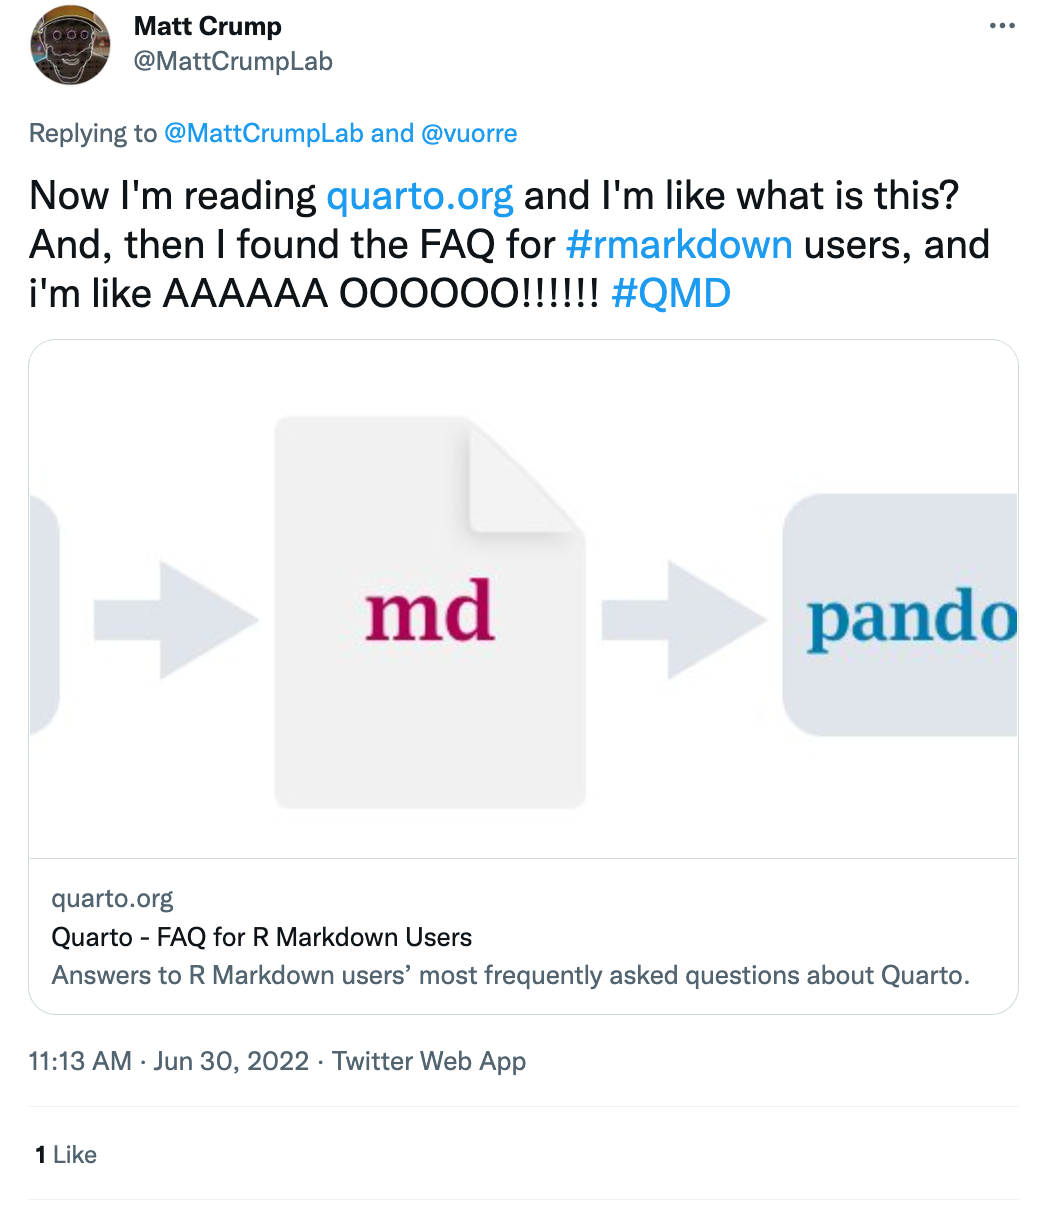 Matt Crump
@MattCrumpLab
Replying to @MattCrumpLab and @vuorre
Now I'm reading quarto.org and I'm like what is this?
And, then I found the FAQ for #rmarkdown users, and
i'm like AAAAAA OOOOOO!!!!!! #QMD
md
pando
quarto.org
Quarto - FAQ for R Markdown Users
Answers to R Markdown users’ most frequently asked questions about Quarto.
11:13 AM · Jun 30, 2022 · Twitter Web App
1 Like